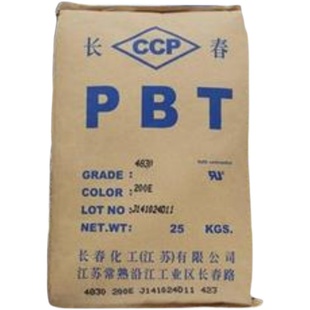 长 CCP 春
PBT
GRADE : 4830
COLOR : 200E
LOT NO : J141024D11
NET.WT: 25 KGS.
长春化工(江苏)有限公司
江苏常熟沿江工业区长春路
4830 200E J141024D11 423